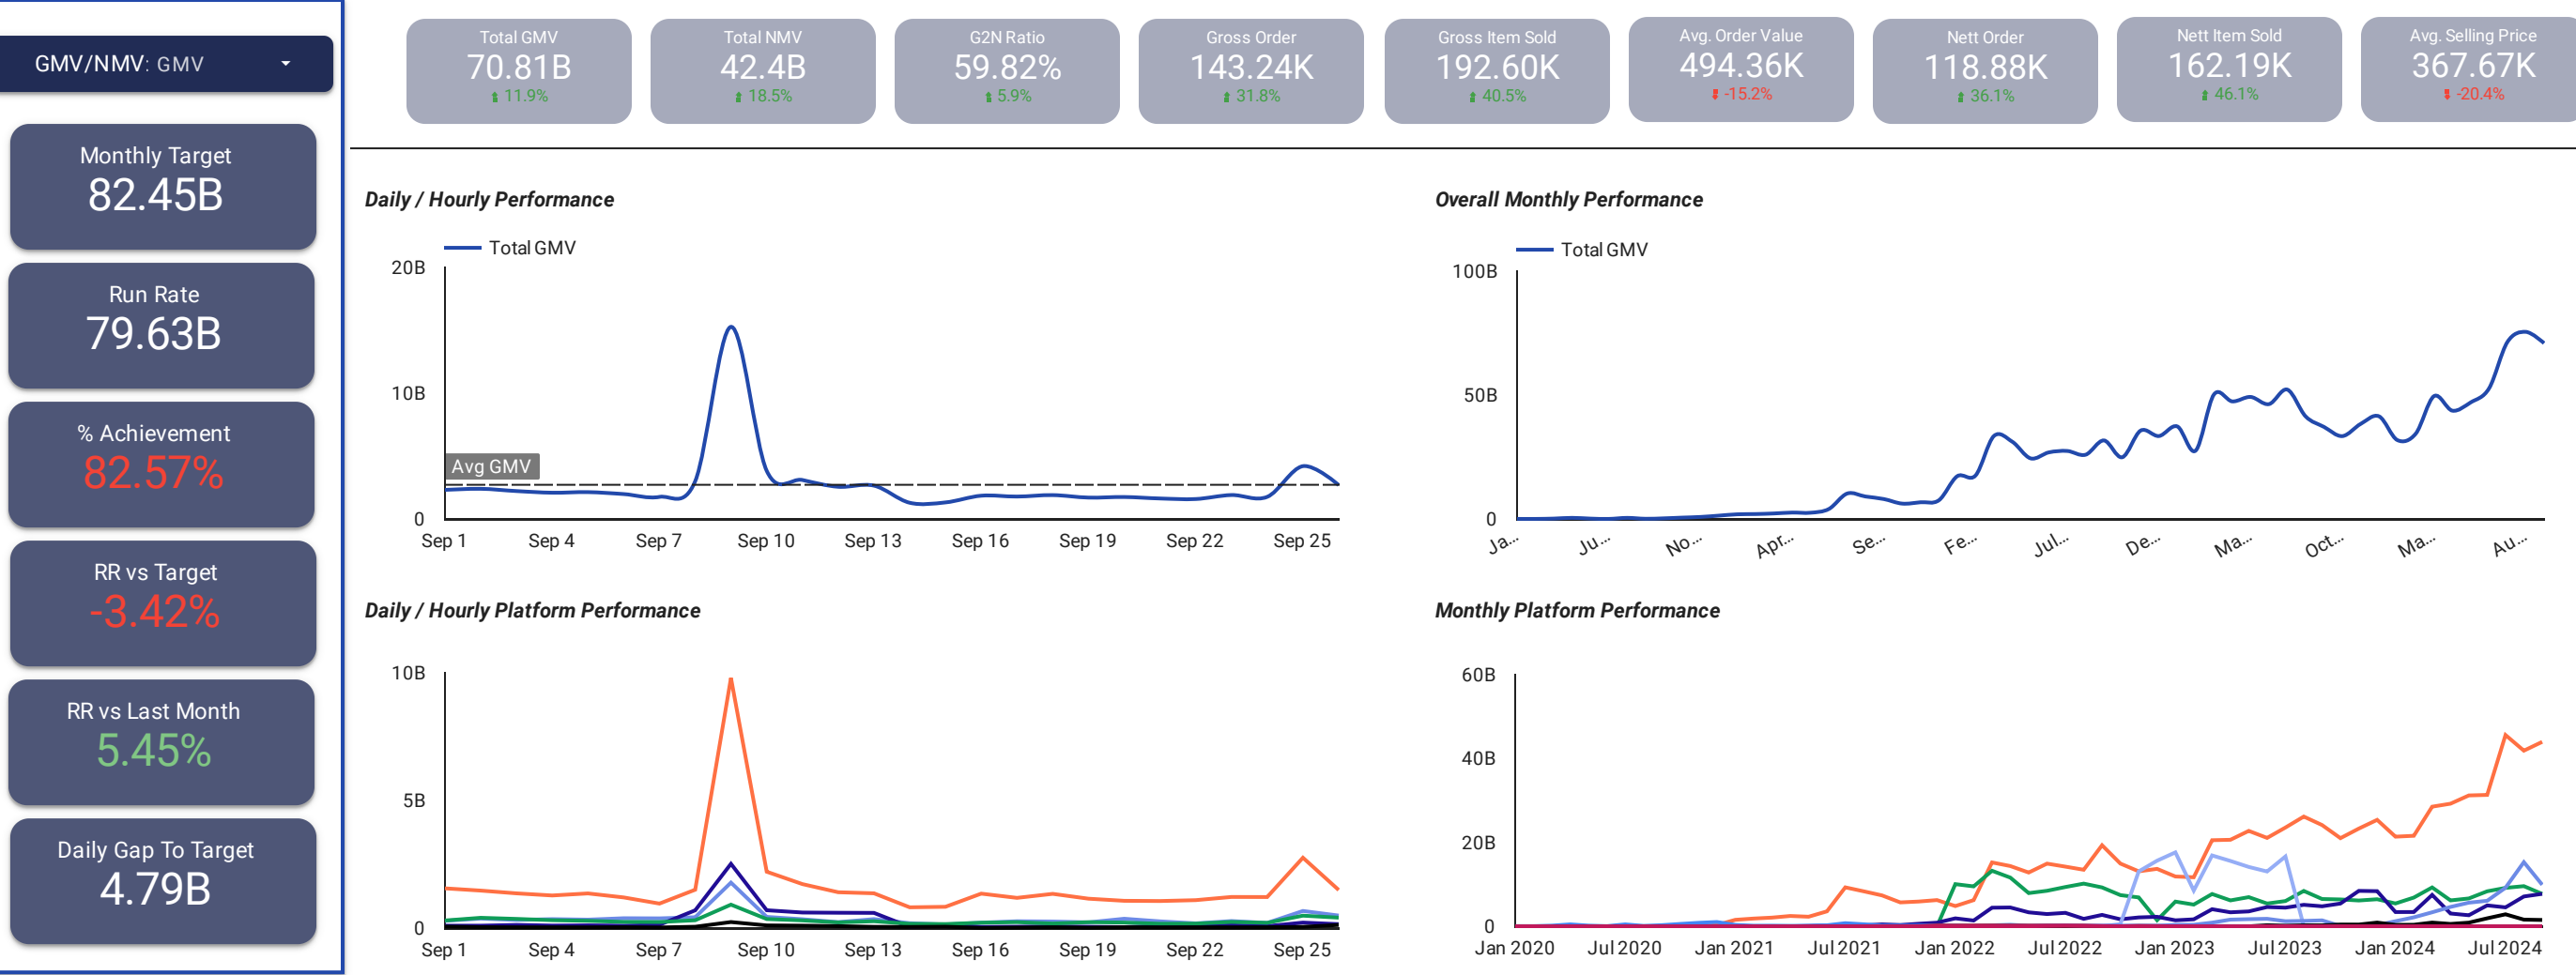 GMV/NMV: GMV
Monthly Target
82.45B
Run Rate
79.63B
% Achievement
82.57%
RR vs Target
-3.42%
RR vs Last Month
5.45%
Daily Gap To Target
4.79B
Total GMV
70.81B
11.9%
Total NMV
42.4B
18.5%
G2N Ratio
59.82%
5.9%
Gross Order
143.24K
31.8%
Gross Item Sold
192.60K
40.5%
Avg. Order Value
494.36K
-15.2%
Nett Order
118.88K
36.1%
Nett Item Sold
162.19K
46.1%
Avg. Selling Price
367.67K
-20.4%
Daily / Hourly Performance
Total GMV
20B
10B
Avg GMV
0
Sep 1 Sep 4 Sep 7 Sep 10 Sep 13 Sep 16 Sep 19 Sep 22 Sep 25
Overall Monthly Performance
Total GMV
100B
50B
0
Ja... Ju... No... Apr... Se... Fe... Jul... De... Ma... Oct... Ma... Au...
Daily / Hourly Platform Performance
10B
5B
0
Sep 1 Sep 4 Sep 7 Sep 10 Sep 13 Sep 16 Sep 19 Sep 22 Sep 25
Monthly Platform Performance
60B
40B
20B
0
Jan 2020 Jul 2020 Jan 2021 Jul 2021 Jan 2022 Jul 2022 Jan 2023 Jul 2023 Jan 2024 Jul 2024